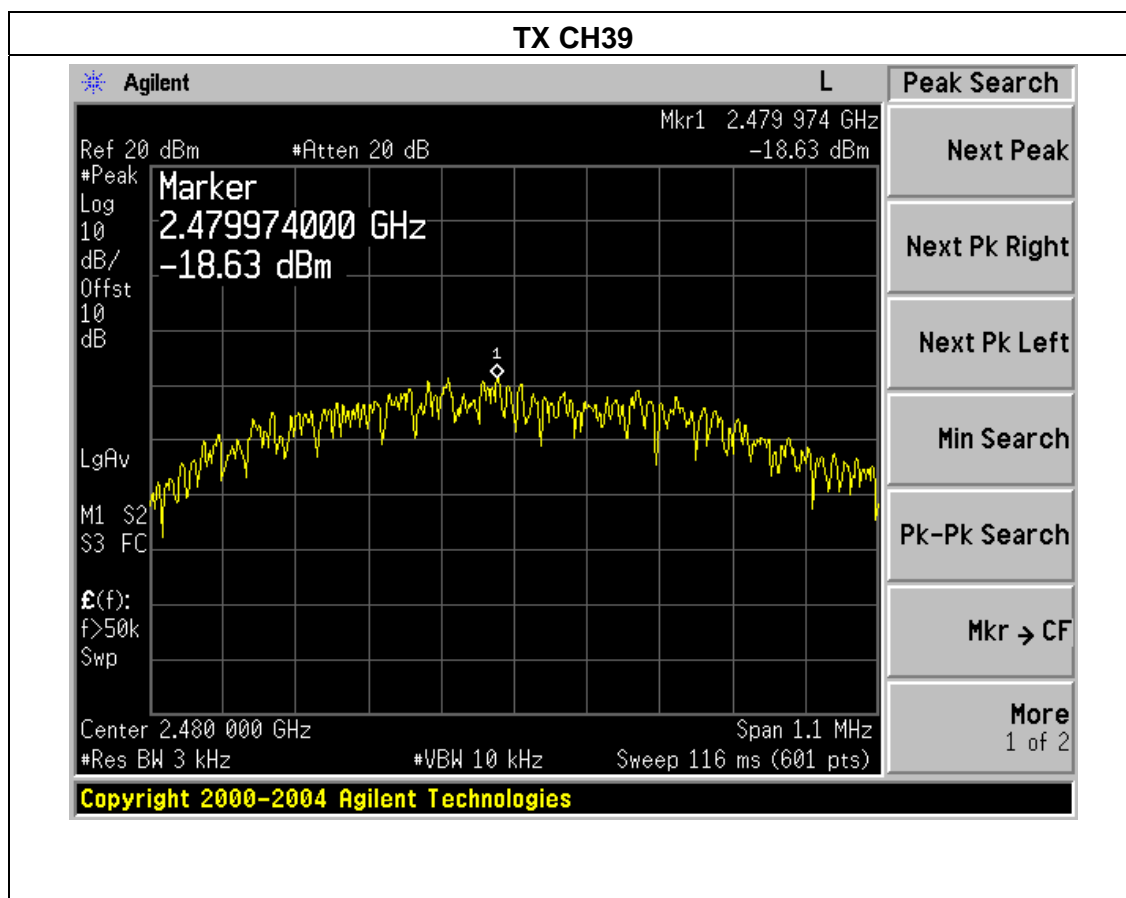 TX CH39
Agilent
L
Peak Search
Mkr1 2.479 974 GHz
Ref 20 dBm #Atten 20 dB -18.63 dBm
#Peak
Log
10
dB/
Offst
10
dB
Marker
2.479974000 GHz
-18.63 dBm
1
LgAv
M1 S2
S3 FC
£(f):
f>50k
Swp
Center 2.480 000 GHz Span 1.1 MHz
#Res BW 3 kHz #VBW 10 kHz Sweep 116 ms (601 pts)
Next Peak
Next Pk Right
Next Pk Left
Min Search
Pk-Pk Search
Mkr → CF
More
1 of 2
Copyright 2000-2004 Agilent Technologies